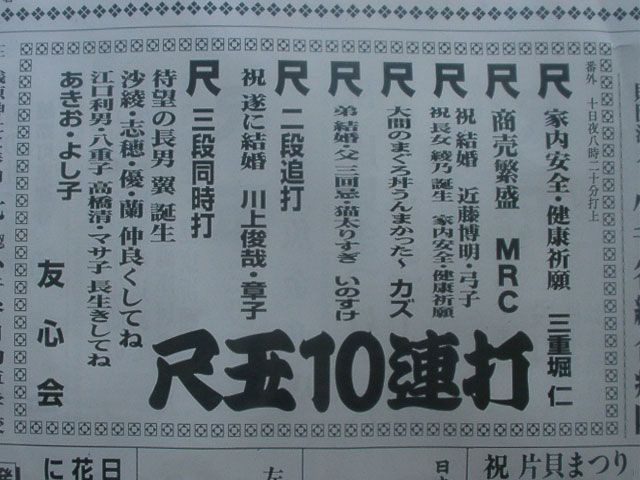 番外　十日夜八時二十分打上
尺　家内安全・健康祈願　三重堀 仁
尺　商売繁盛　MRC
尺　祝 結婚　近藤博明・弓子
祝 長女 綾乃 誕生　家内安全・健康祈願
尺　大間のまぐろ丼うんまかった〜　カズ
尺　弟 結婚・父 三回忌・猫太りすぎ　いのすけ
尺　二段追打
祝 遂に結婚　川上俊哉・章子
尺　三段同時打
待望の長男 翼 誕生
沙綾・志穂・優・蘭 仲良くしてね
江口利男・八重子 高橋清・マサ子 長生きしてね
あきお・よし子
友心会
尺玉10連打
祝 片貝まつり
日
花
に
左